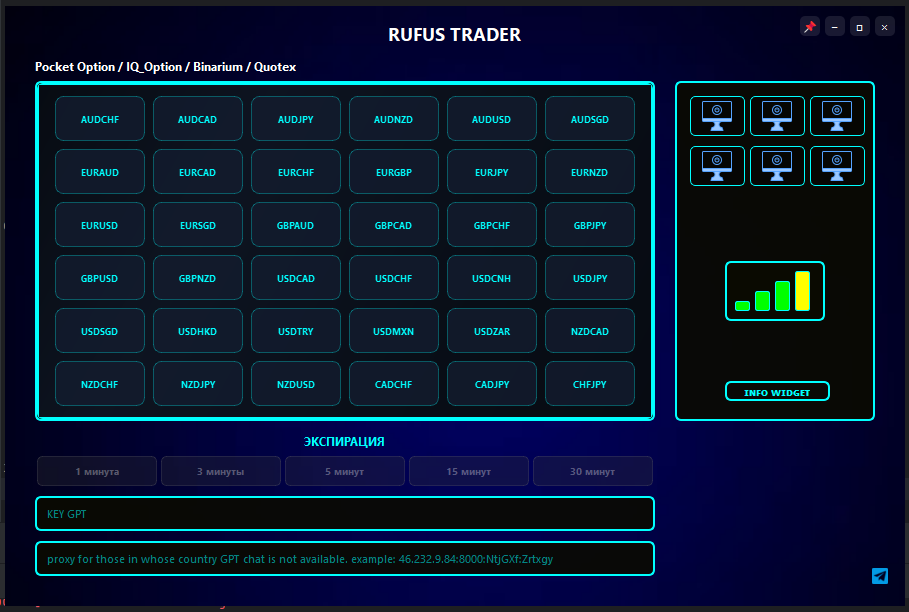 RUFUS TRADER
Pocket Option / IQ_Option / Binarium / Quotex
AUDCHF AUDCAD AUDJPY AUDNZD AUDUSD AUDSGD
EURAUD EURCAD EURCHF EURGBP EURJPY EURNZD
EURUSD EURSGD GBPAUD GBPCAD GBPCHF GBPJPY
GBPUSD GBPNZD USDCAD USDCHF USDCNH USDJPY
USDSGD USDHKD USDTRY USDMXN USDZAR NZDCAD
NZDCHF NZDJPY NZDUSD CADCHF CADJPY CHFJPY
INFO WIDGET
ЭКСПИРАЦИЯ
1 минута 3 минуты 5 минут 15 минут 30 минут
KEY GPT
proxy for those in whose country GPT chat is not available. example: 46.232.9.84:8000:NtjGXf:Zrtxgy